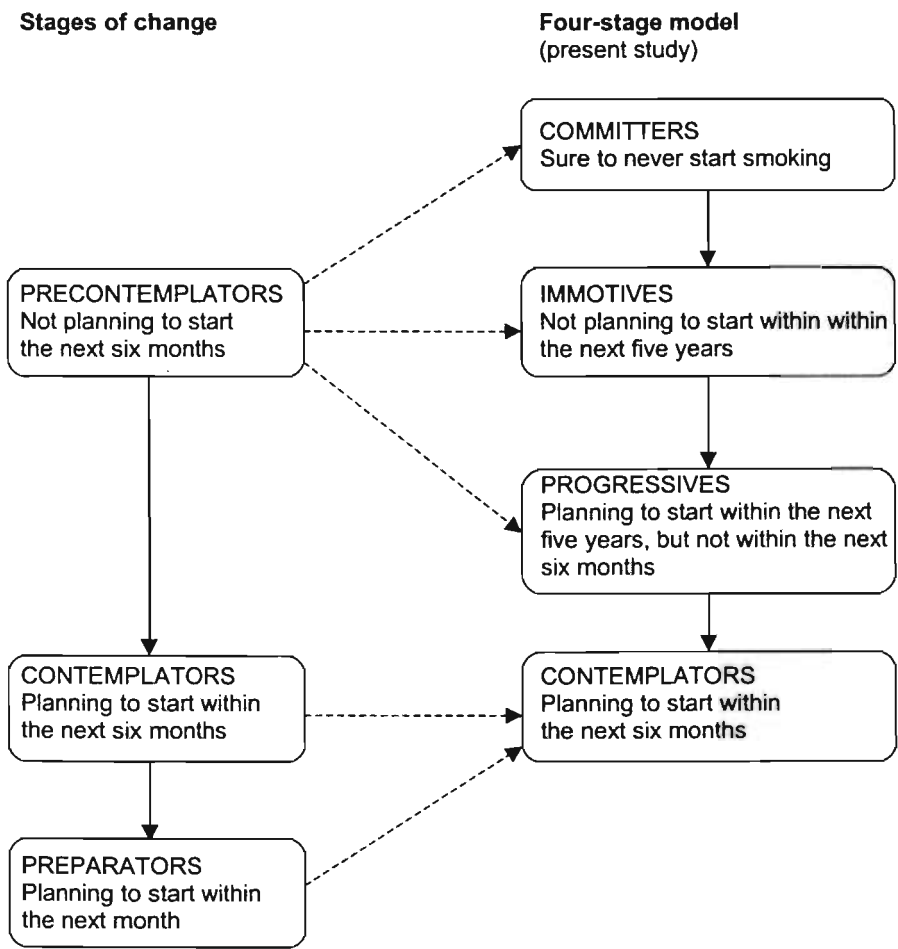 Stages of change
Four-stage model
(present study)
COMMITTERS
Sure to never start smoking
PRECONTEMPLATORS
Not planning to start
the next six months
IMMOTIVES
Not planning to start within within
the next five years
PROGRESSIVES
Planning to start within the next
five years, but not within the next
six months
CONTEMPLATORS
Planning to start within
the next six months
CONTEMPLATORS
Planning to start within
the next six months
PREPARATORS
Planning to start within
the next month